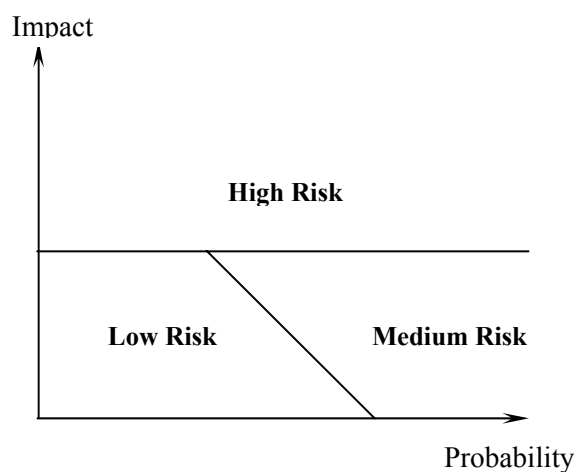 Impact
High Risk
Low Risk
Medium Risk
Probability